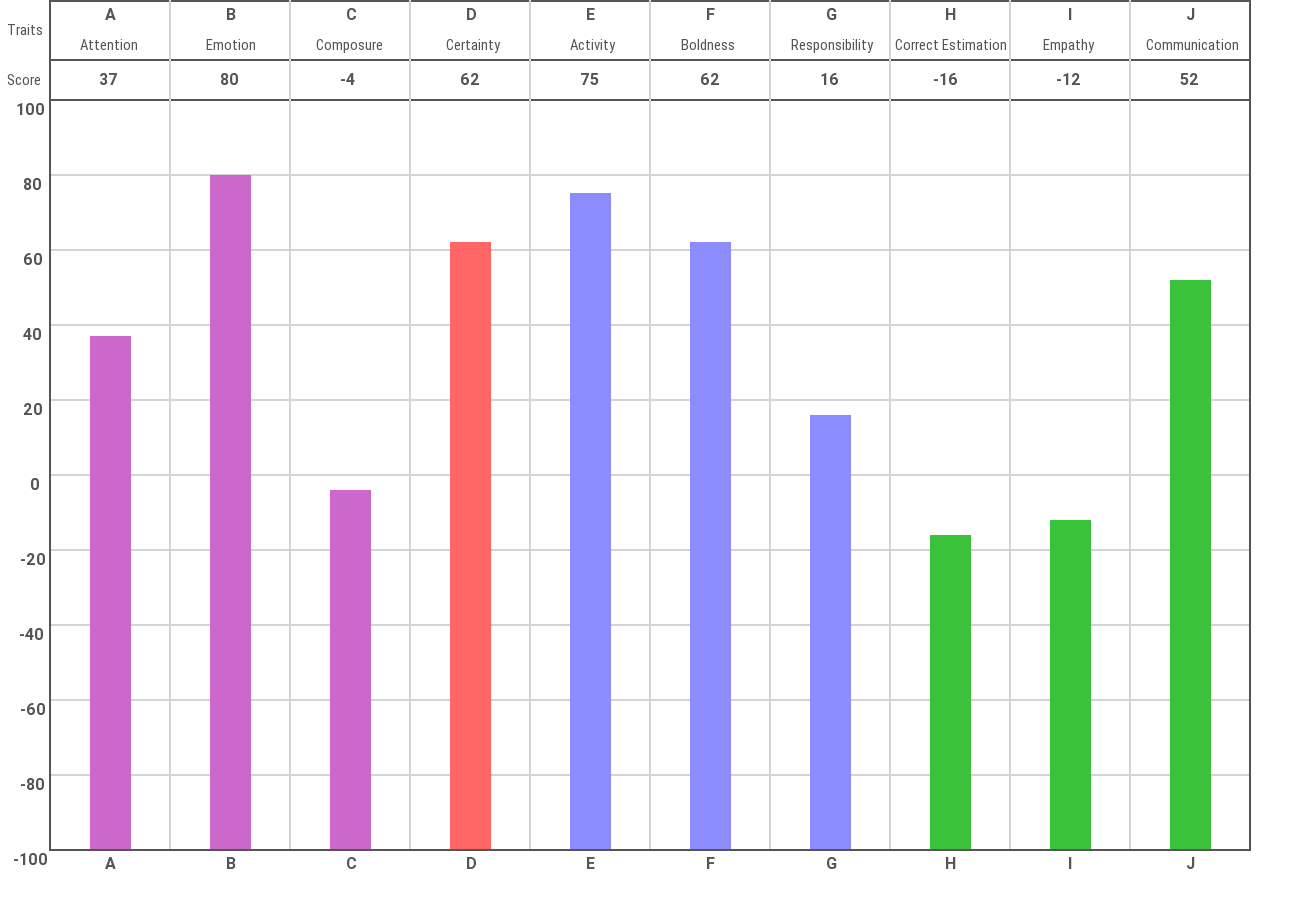 Traits A B C D E F G H I J
Attention Emotion Composure Certainty Activity Boldness Responsibility Correct Estimation Empathy Communication
Score 37 80 -4 62 75 62 16 -16 -12 52
100
80
60
40
20
0
-20
-40
-60
-80
-100
A B C D E F G H I J